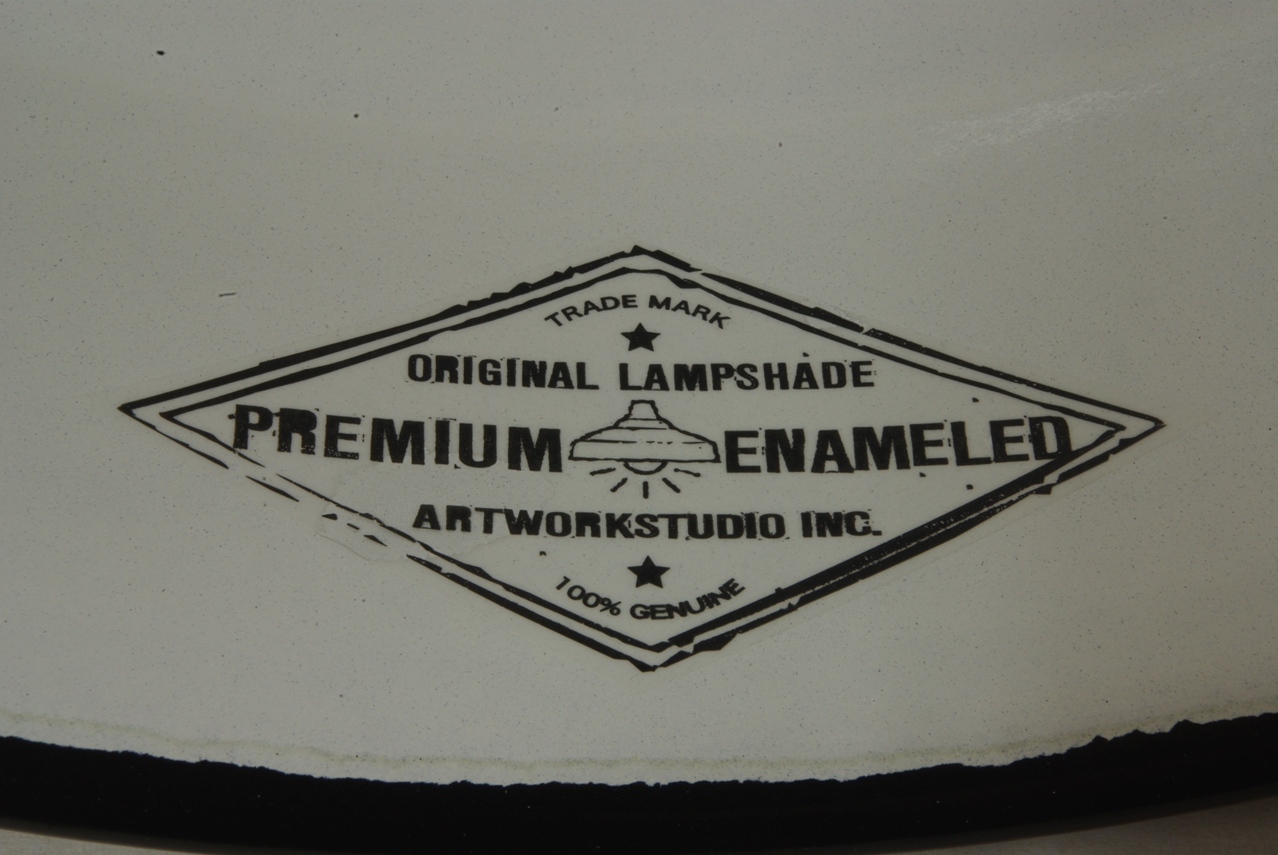 TRADE MARK
ORIGINAL LAMPSHADE
PREMIUM ENAMELED
ARTWORKSTUDIO INC.
100% GENUINE